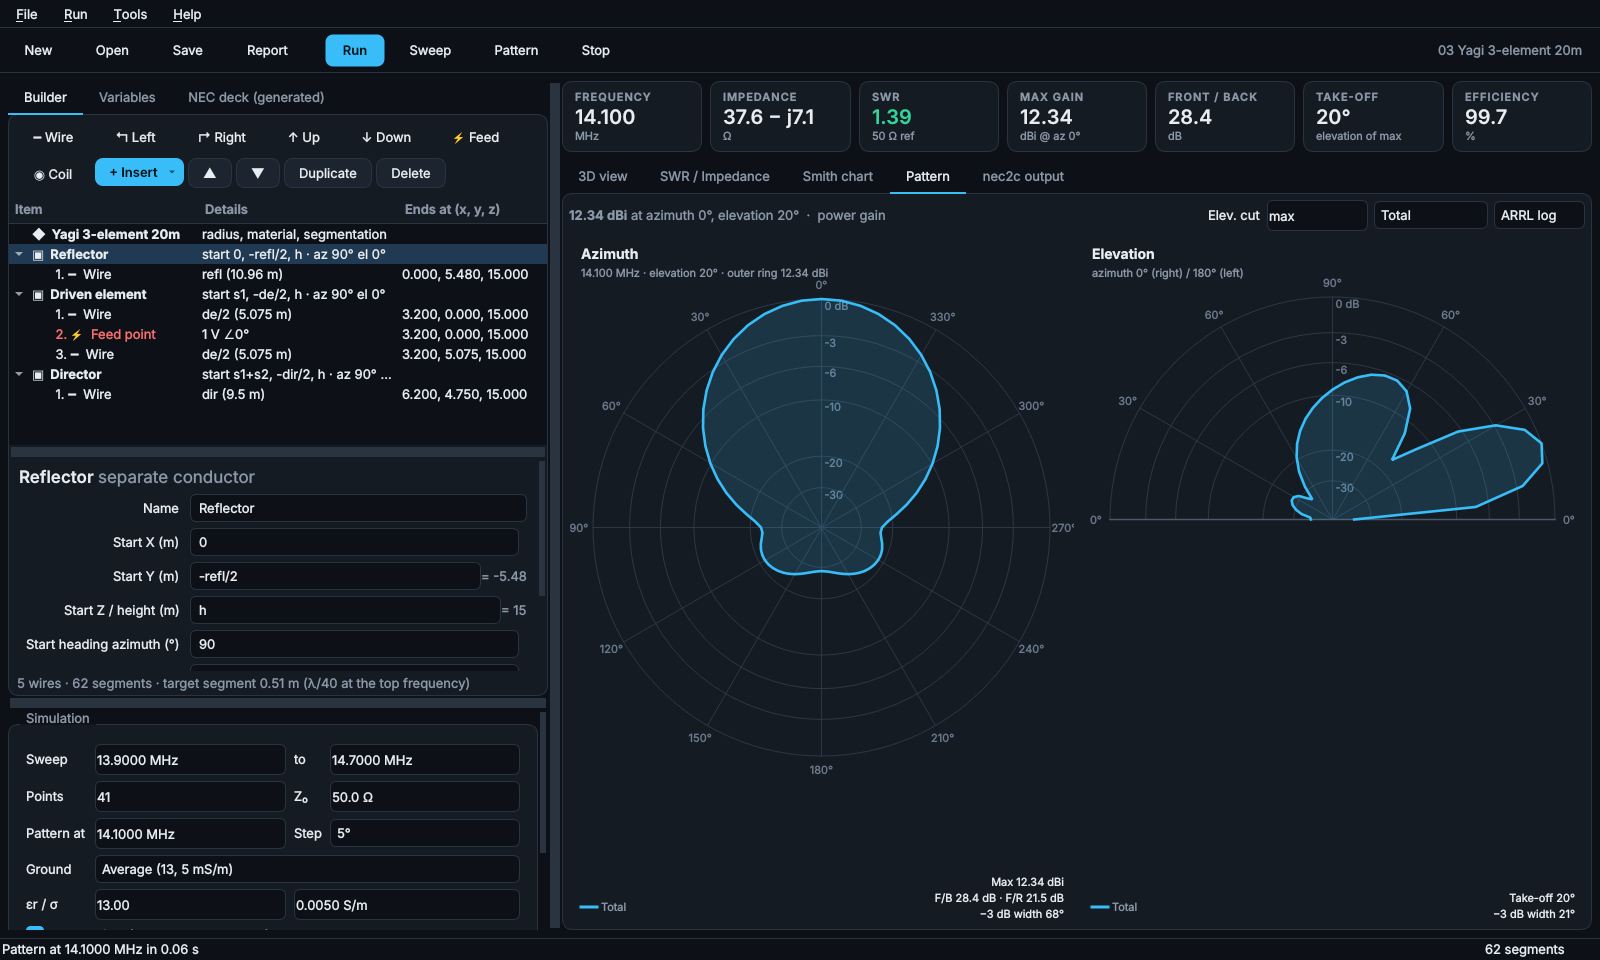 File Run Tools Help
New Open Save Report Run Sweep Pattern Stop 03 Yagi 3-element 20m
Builder Variables NEC deck (generated)
Wire Left Right Up Down Feed
Coil + Insert ▲ ▼ Duplicate Delete
Item Details Ends at (x, y, z)
Yagi 3-element 20m radius, material, segmentation
Reflector start 0, -refl/2, h · az 90° el 0°
1. Wire refl (10.96 m) 0.000, 5.480, 15.000
Driven element start s1, -de/2, h · az 90° el 0°
1. Wire de/2 (5.075 m) 3.200, 0.000, 15.000
2. Feed point 1 V ∠0° 3.200, 0.000, 15.000
3. Wire de/2 (5.075 m) 3.200, 5.075, 15.000
Director start s1+s2, -dir/2, h · az 90° ...
1. Wire dir (9.5 m) 6.200, 4.750, 15.000
Reflector separate conductor
Name Reflector
Start X (m) 0
Start Y (m) -refl/2 = -5.48
Start Z / height (m) h = 15
Start heading azimuth (°) 90
5 wires · 62 segments · target segment 0.51 m (λ/40 at the top frequency)
Simulation
Sweep 13.9000 MHz to 14.7000 MHz
Points 41 Z₀ 50.0 Ω
Pattern at 14.1000 MHz Step 5°
Ground Average (13, 5 mS/m)
εr / σ 13.00 0.0050 S/m
FREQUENCY
14.100
MHz
IMPEDANCE
37.6 − j7.1
Ω
SWR
1.39
50 Ω ref
MAX GAIN
12.34
dBi @ az 0°
FRONT / BACK
28.4
dB
TAKE-OFF
20°
elevation of max
EFFICIENCY
99.7
%
3D view SWR / Impedance Smith chart Pattern nec2c output
12.34 dBi at azimuth 0°, elevation 20° · power gain Elev. cut max Total ARRL log
Azimuth
14.100 MHz · elevation 20° · outer ring 12.34 dBi
0°
30° 0 dB 330°
-3
-6
60° -10 300°
-20
-30
90° 270°
120° 240°
150° 210°
180°
Total
Max 12.34 dBi
F/B 28.4 dB · F/R 21.5 dB
−3 dB width 68°
Elevation
azimuth 0° (right) / 180° (left)
90°
60° 0 dB 60°
-3
-6
30° -10 30°
-20
-30
0° 0°
Total
Take-off 20°
−3 dB width 21°
Pattern at 14.1000 MHz in 0.06 s 62 segments